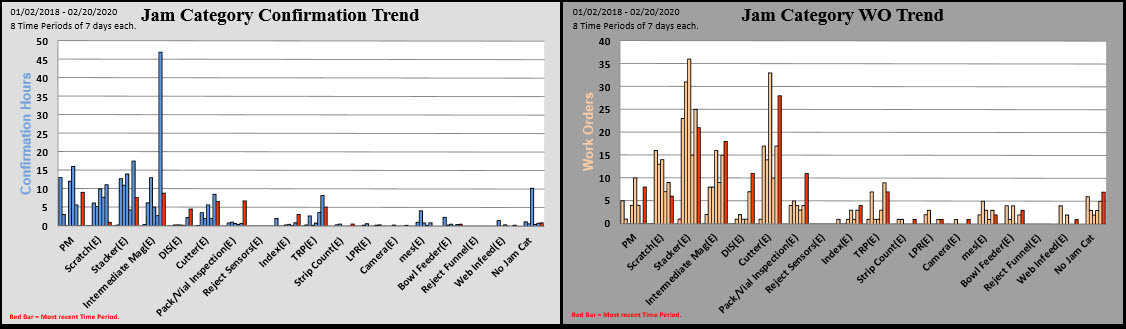 01/02/2018 - 02/20/2020
8 Time Periods of 7 days each.
Jam Category Confirmation Trend
Confirmation Hours
50
45
40
35
30
25
20
15
10
5
0
PM
Scratch(E)
Stacker(E)
Intermediate Mag(E)
DIS(E)
Cutter(E)
Pack/Vial Inspection(E)
Reject Sensors(E)
Index(E)
TRP(E)
Strip Count(E)
LPR(E)
Camera(E)
mes(E)
Bowl Feeder(E)
Reject Funnel(E)
Web Infeed(E)
No Jam Cat
Red Bar = Most recent Time Period.
01/02/2018 - 02/20/2020
8 Time Periods of 7 days each.
Jam Category WO Trend
Work Orders
40
35
30
25
20
15
10
5
0
PM
Scratch(E)
Stacker(E)
Intermediate Mag(E)
DIS(E)
Cutter(E)
Pack/Vial Inspection(E)
Reject Sensors(E)
Index(E)
TRP(E)
Strip Count(E)
LPR(E)
Camera(E)
mes(E)
Bowl Feeder(E)
Reject Funnel(E)
Web Infeed(E)
No Jam Cat
Red Bar = Most recent Time Period.